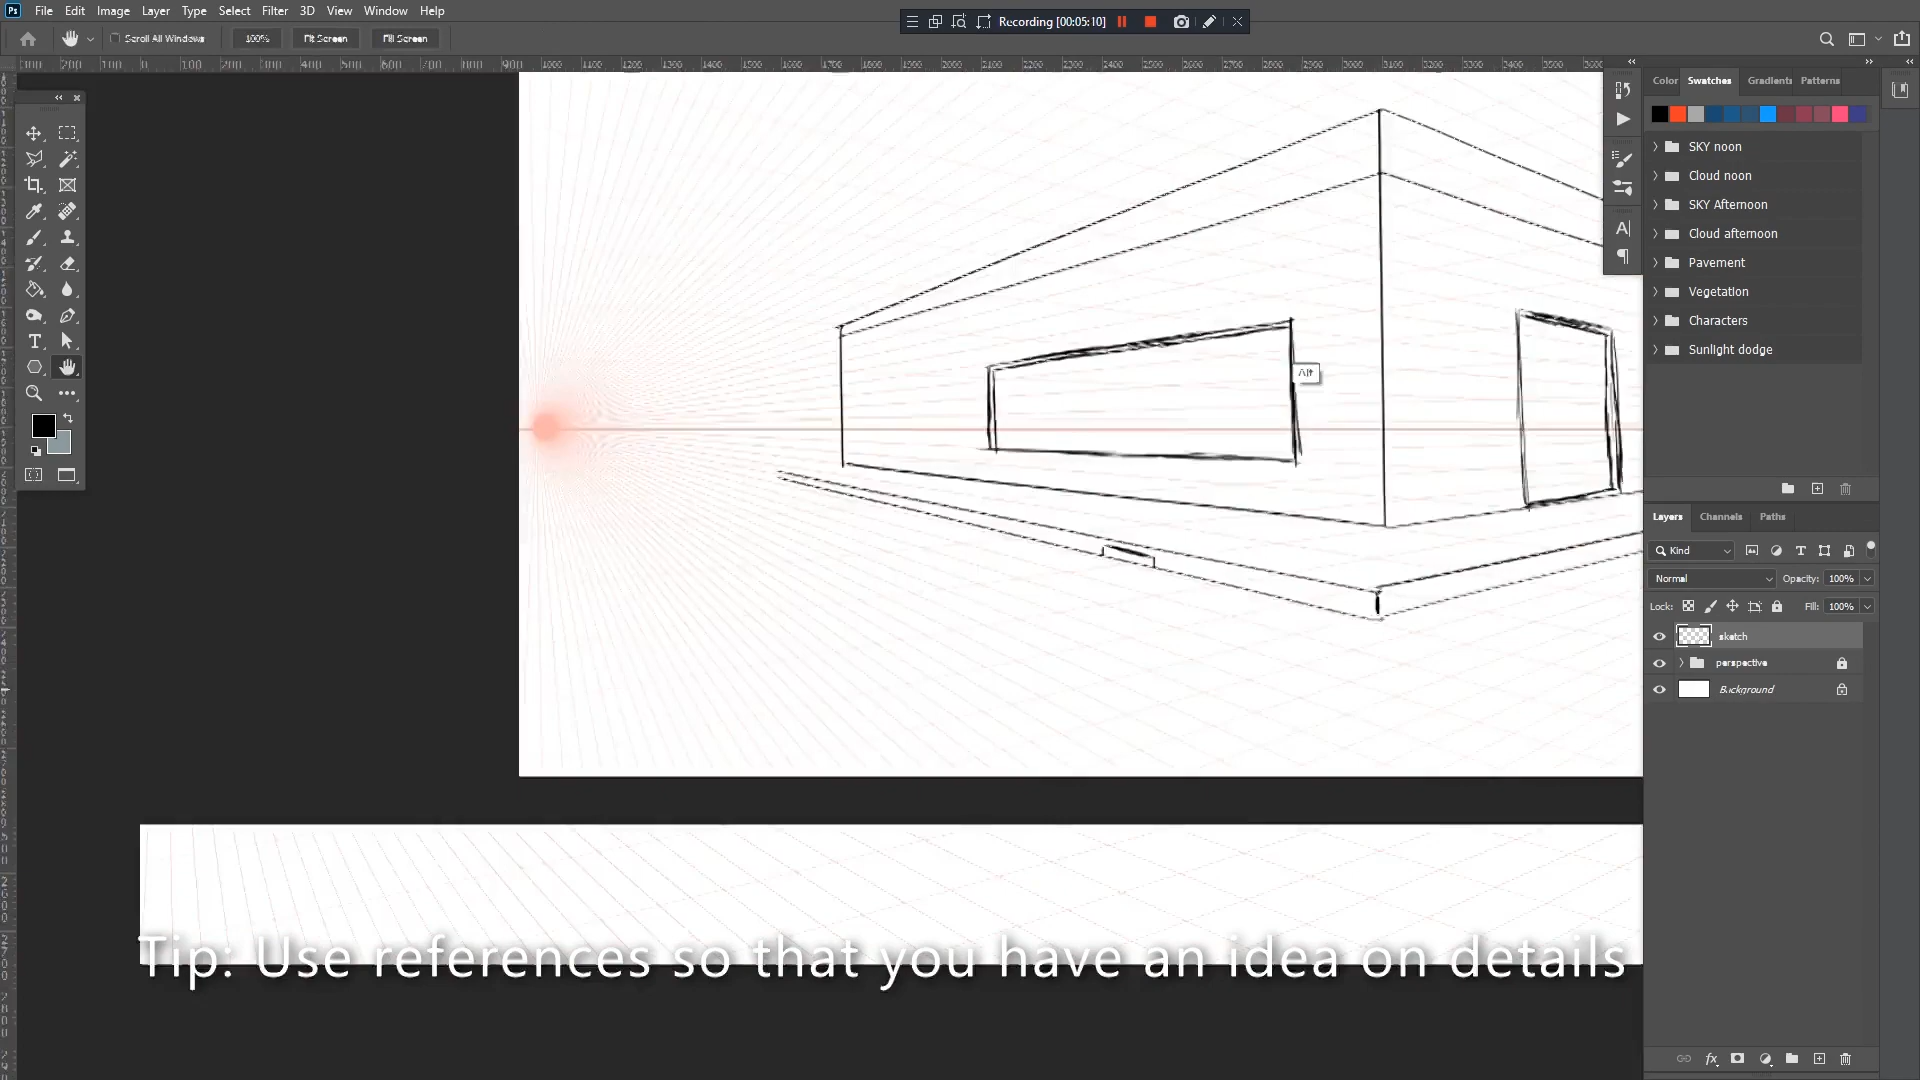 Ps File Edit Image Layer Type Select Filter 3D View Window Help
Recording [00:05:10]
Scroll All Windows 100% Fit Screen Fill Screen
Color Swatches Gradients Patterns
SKY noon
Cloud noon
SKY Afternoon
Cloud afternoon
Pavement
Vegetation
Characters
Sunlight dodge
Alt
Layers Channels Paths
Kind
Normal Opacity: 100%
Lock: Fill: 100%
sketch
perspective
Background
Tip: Use references so that you have an idea on details